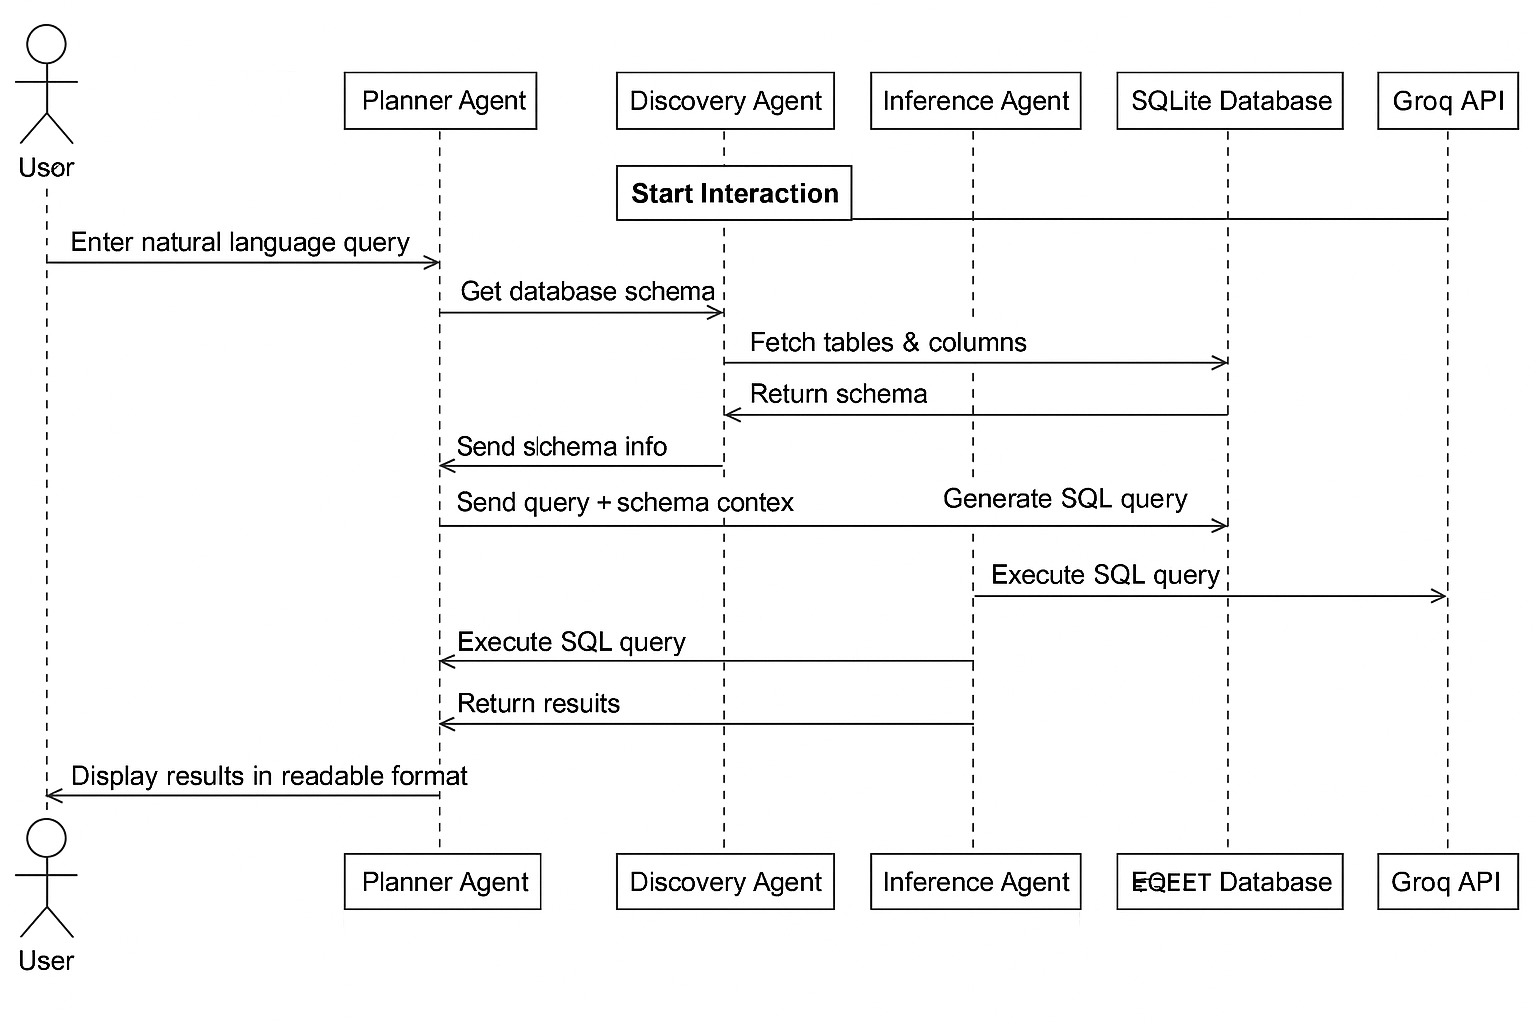 Planner Agent
Discovery Agent
Inference Agent
SQLite Database
Groq API
Usor
Start Interaction
Enter natural language query
Get database schema
Fetch tables & columns
Return schema
Send schema info
Send query + schema contex
Generate SQL query
Execute SQL query
Execute SQL query
Return resuits
Display results in readable format
Planner Agent
Discovery Agent
Inference Agent
EQEET Database
Groq API
User